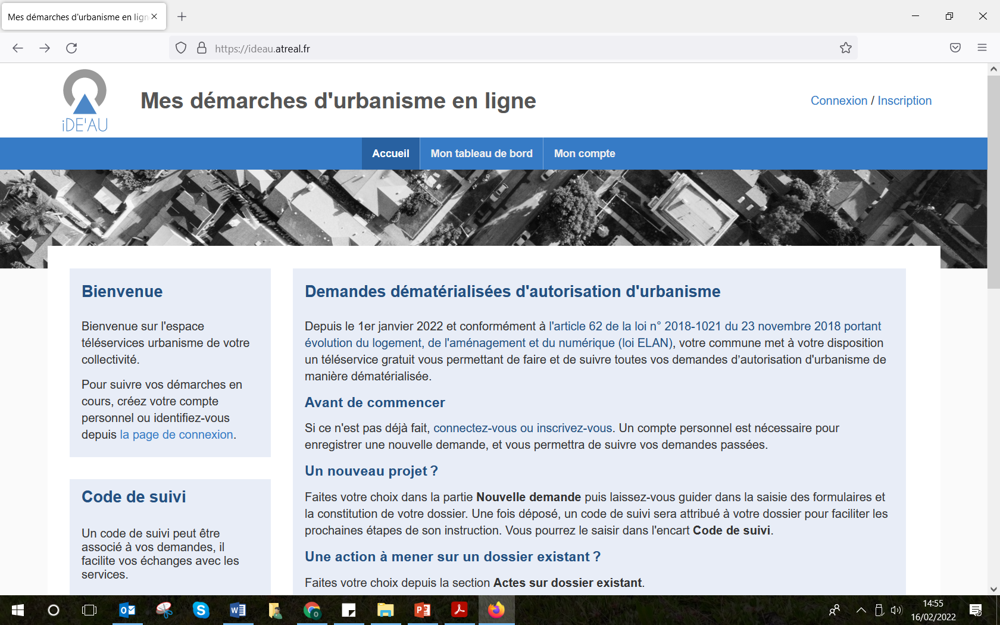 Mes démarches d'urbanisme en lign
https://ideau.atreal.fr
iDE'AU
Mes démarches d'urbanisme en ligne
Connexion / Inscription
Accueil
Mon tableau de bord
Mon compte
Bienvenue
Bienvenue sur l'espace
téléservices urbanisme de votre
collectivité.
Pour suivre vos démarches en
cours, créez votre compte
personnel ou identifiez-vous
depuis la page de connexion.
Code de suivi
Un code de suivi peut être
associé à vos demandes, il
facilite vos échanges avec les
services.
Demandes dématérialisées d'autorisation d'urbanisme
Depuis le 1er janvier 2022 et conformément à l'article 62 de la loi n° 2018-1021 du 23 novembre 2018 portant
évolution du logement, de l'aménagement et du numérique (loi ELAN), votre commune met à votre disposition
un téléservice gratuit vous permettant de faire et de suivre toutes vos demandes d’autorisation d'urbanisme de
manière dématérialisée.
Avant de commencer
Si ce n'est pas déjà fait, connectez-vous ou inscrivez-vous. Un compte personnel est nécessaire pour
enregistrer une nouvelle demande, et vous permettra de suivre vos demandes passées.
Un nouveau projet ?
Faites votre choix dans la partie Nouvelle demande puis laissez-vous guider dans la saisie des formulaires et
la constitution de votre dossier. Une fois déposé, un code de suivi sera attribué à votre dossier pour faciliter les
prochaines étapes de son instruction. Vous pourrez le saisir dans l'encart Code de suivi.
Une action à mener sur un dossier existant ?
Faites votre choix depuis la section Actes sur dossier existant.
14:55
16/02/2022